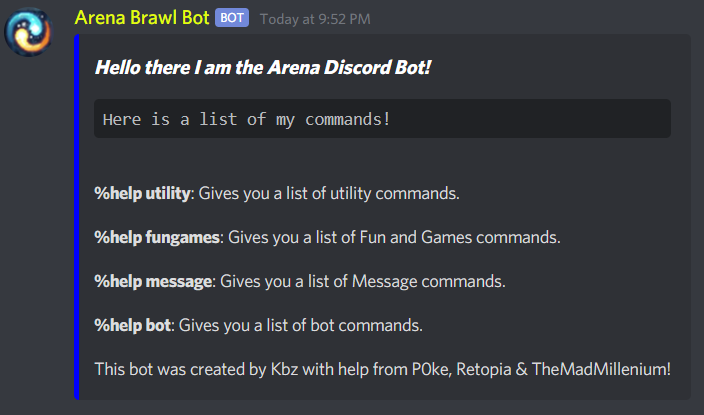 Arena Brawl Bot BOT Today at 9:52 PM
Hello there I am the Arena Discord Bot!
Here is a list of my commands!
%help utility: Gives you a list of utility commands.
%help fungames: Gives you a list of Fun and Games commands.
%help message: Gives you a list of Message commands.
%help bot: Gives you a list of bot commands.
This bot was created by Kbz with help from P0ke, Retopia & TheMadMillenium!